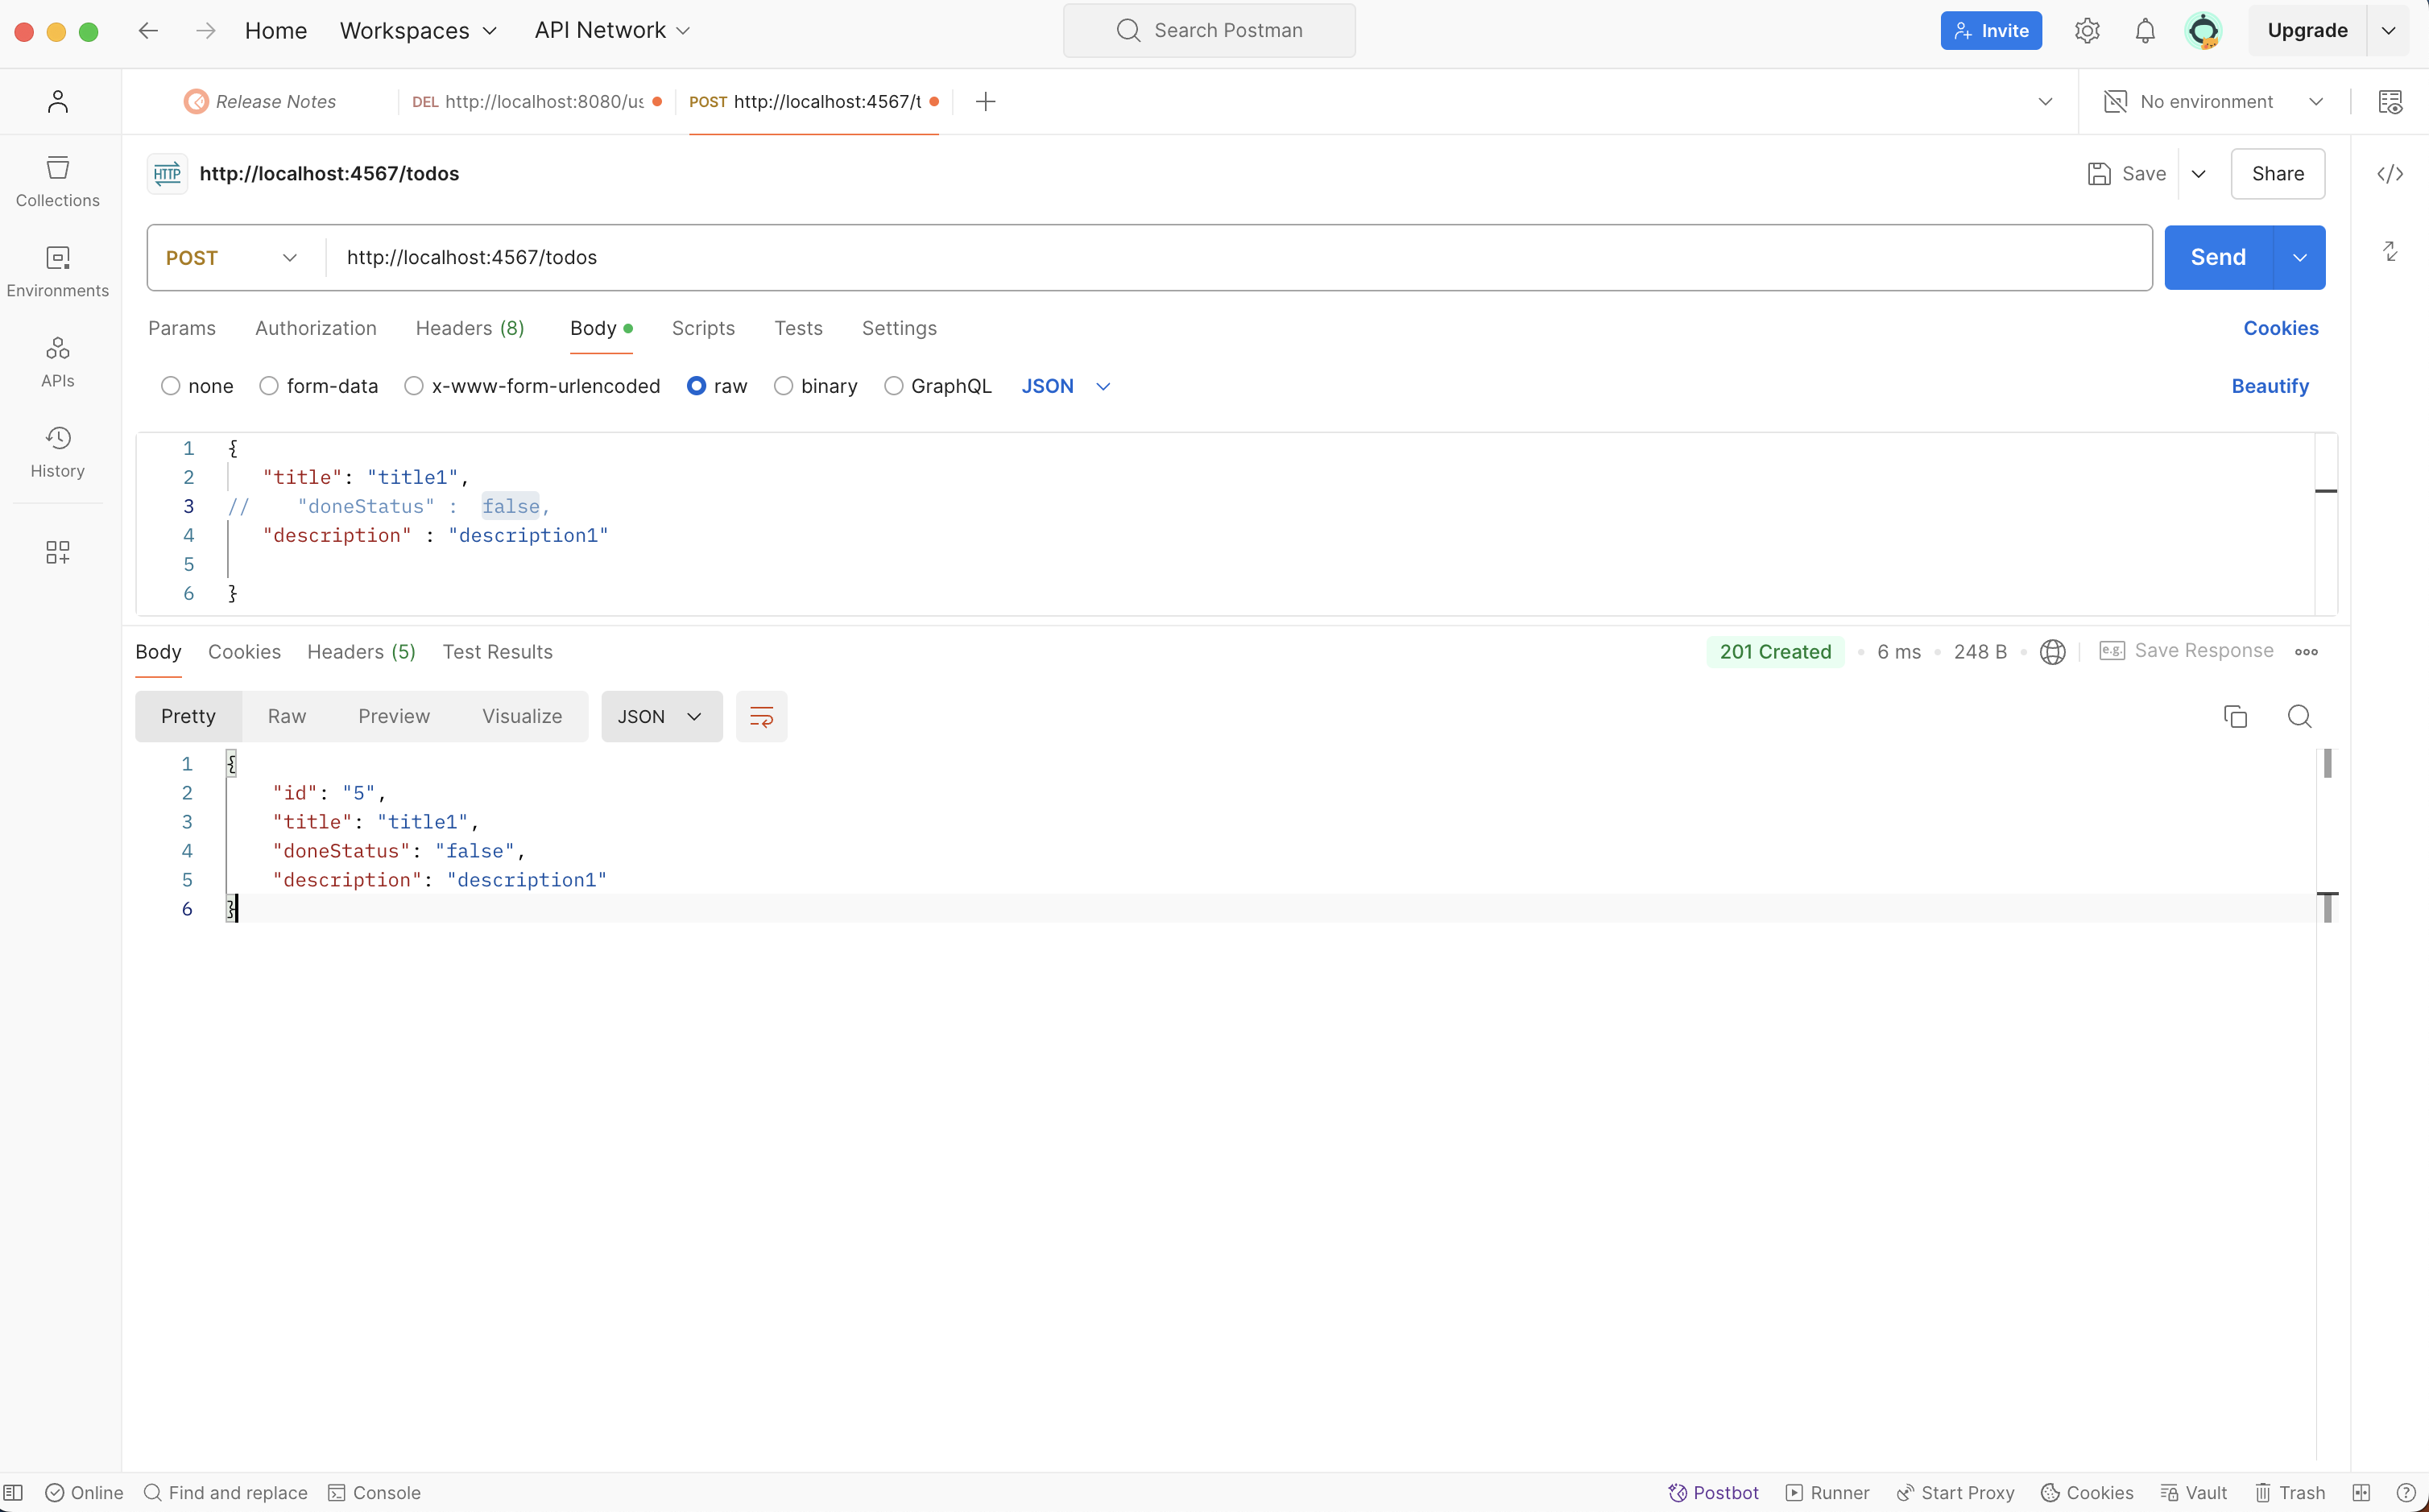 Home Workspaces API Network Search Postman Invite Upgrade
Release Notes DEL http://localhost:8080/us POST http://localhost:4567/t No environment
HTTP http://localhost:4567/todos Save Share
Collections
POST http://localhost:4567/todos Send
Environments
Params Authorization Headers (8) Body Scripts Tests Settings Cookies
APIs
none form-data x-www-form-urlencoded raw binary GraphQL JSON Beautify
History
1 {
2 "title": "title1",
3 // "doneStatus" : false,
4 "description" : "description1"
5
6 }
Body Cookies Headers (5) Test Results 201 Created 6 ms 248 B e.g. Save Response
Pretty Raw Preview Visualize JSON
1 {
2 "id": "5",
3 "title": "title1",
4 "doneStatus": "false",
5 "description": "description1"
6 }
Online Find and replace Console Postbot Runner Start Proxy Cookies Vault Trash